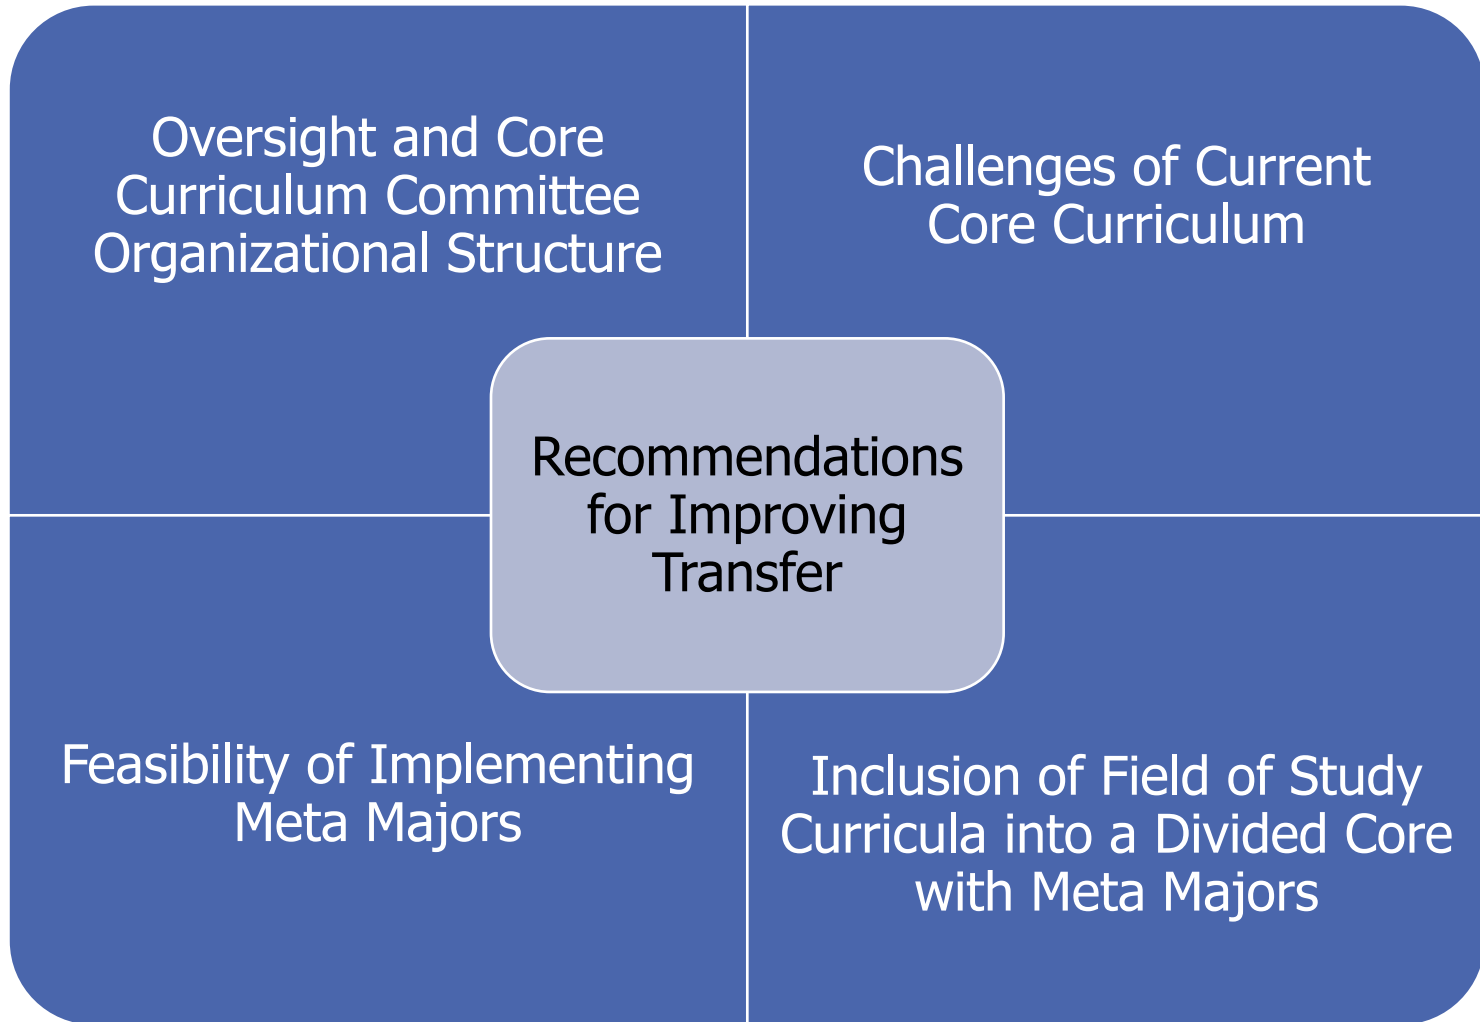 Oversight and Core
Curriculum Committee
Organizational Structure
Challenges of Current
Core Curriculum
Recommendations
for Improving
Transfer
Feasibility of Implementing
Meta Majors
Inclusion of Field of Study
Curricula into a Divided Core
with Meta Majors